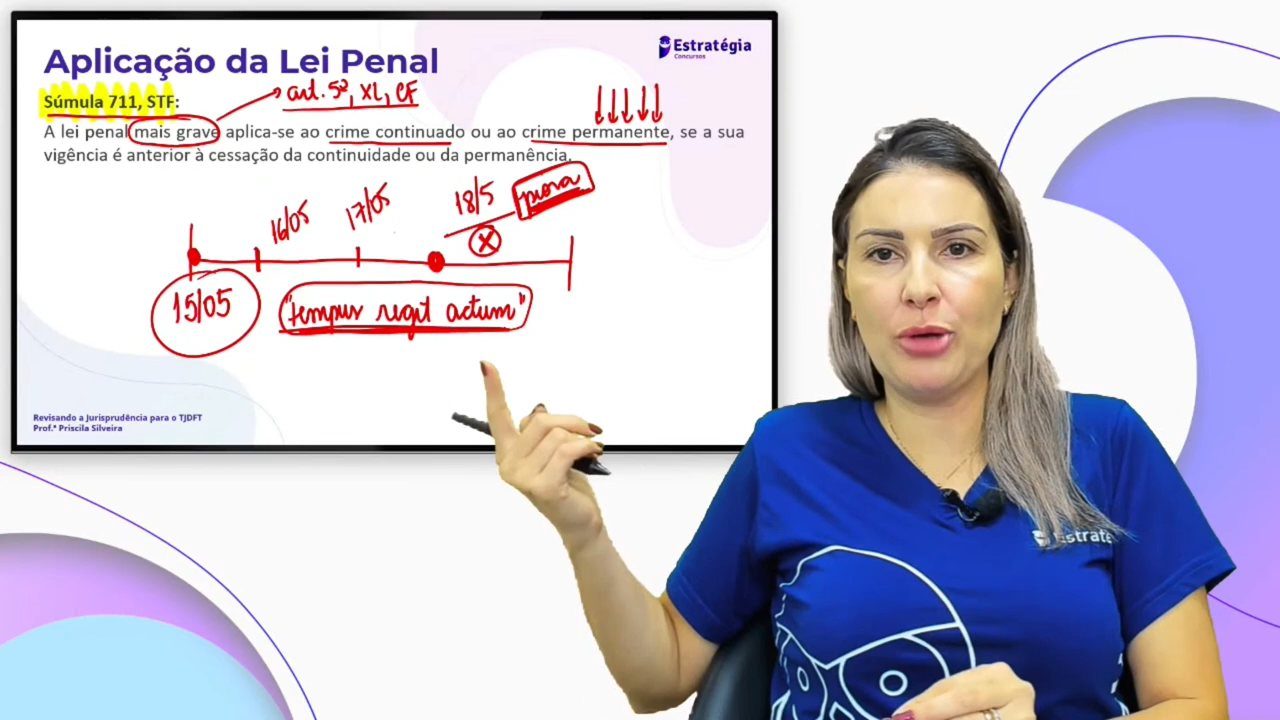 Aplicação da Lei Penal
Estratégia
Concursos
Súmula 711, STF:
art. 5º, XL, CF
A lei penal mais grave aplica-se ao crime continuado ou ao crime permanente, se a sua
vigência é anterior à cessação da continuidade ou da permanência.
16/05
17/05
18/5
prova
X
15/05
"tempus regit actum"
Revisando a Jurisprudência para o TJDFT
Prof.ª Priscila Silveira
Estraté